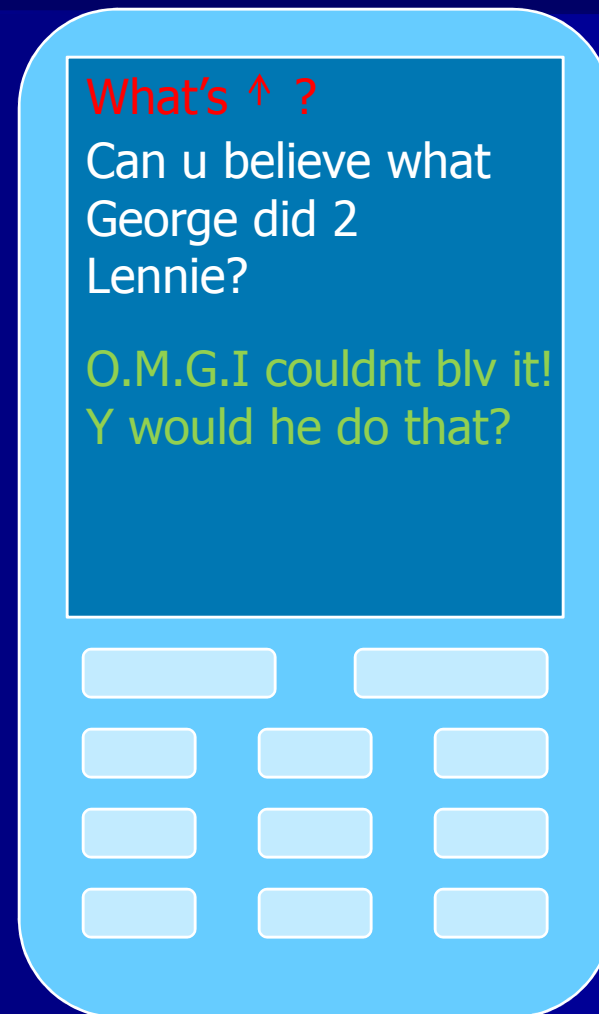 What's ↑ ?
Can u believe what
George did 2
Lennie?
O.M.G.I couldnt blv it!
Y would he do that?